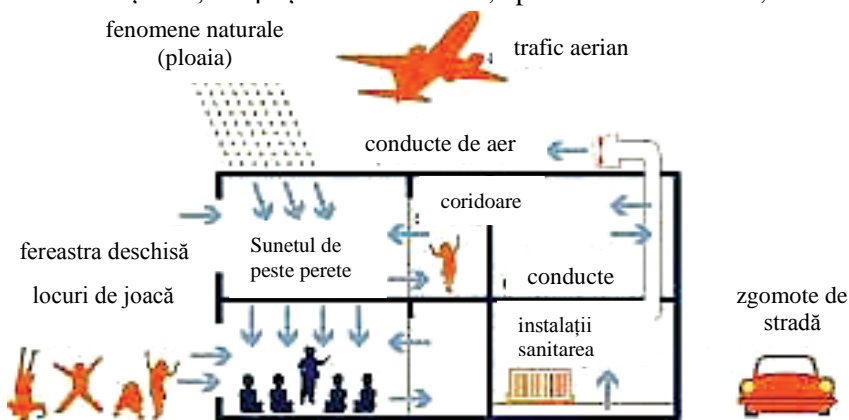 fenomene naturale
(ploaia)
trafic aerian
conducte de aer
coridoare
fereastra deschisă
Sunetul de
peste perete
conducte
locuri de joacă
zgomote de
stradă
instalații
sanitarea